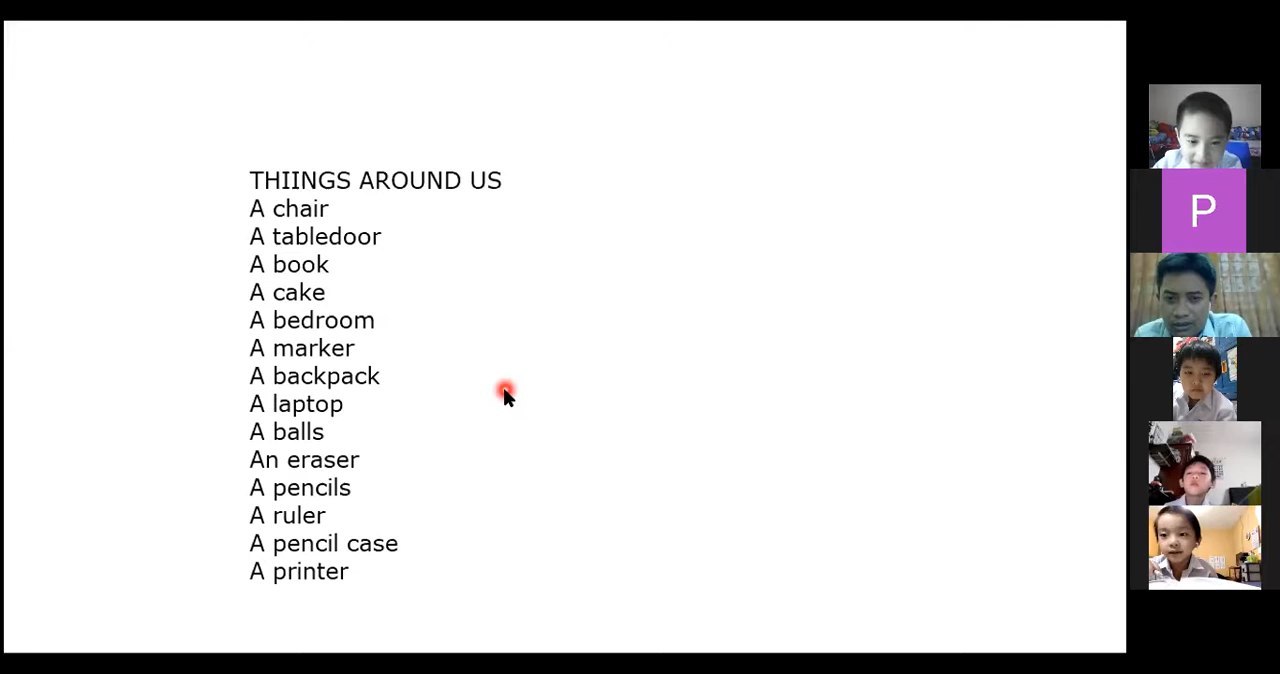 THIINGS AROUND US
A chair
A tabledoor
A book
A cake
A bedroom
A marker
A backpack
A laptop
A balls
An eraser
A pencils
A ruler
A pencil case
A printer
P